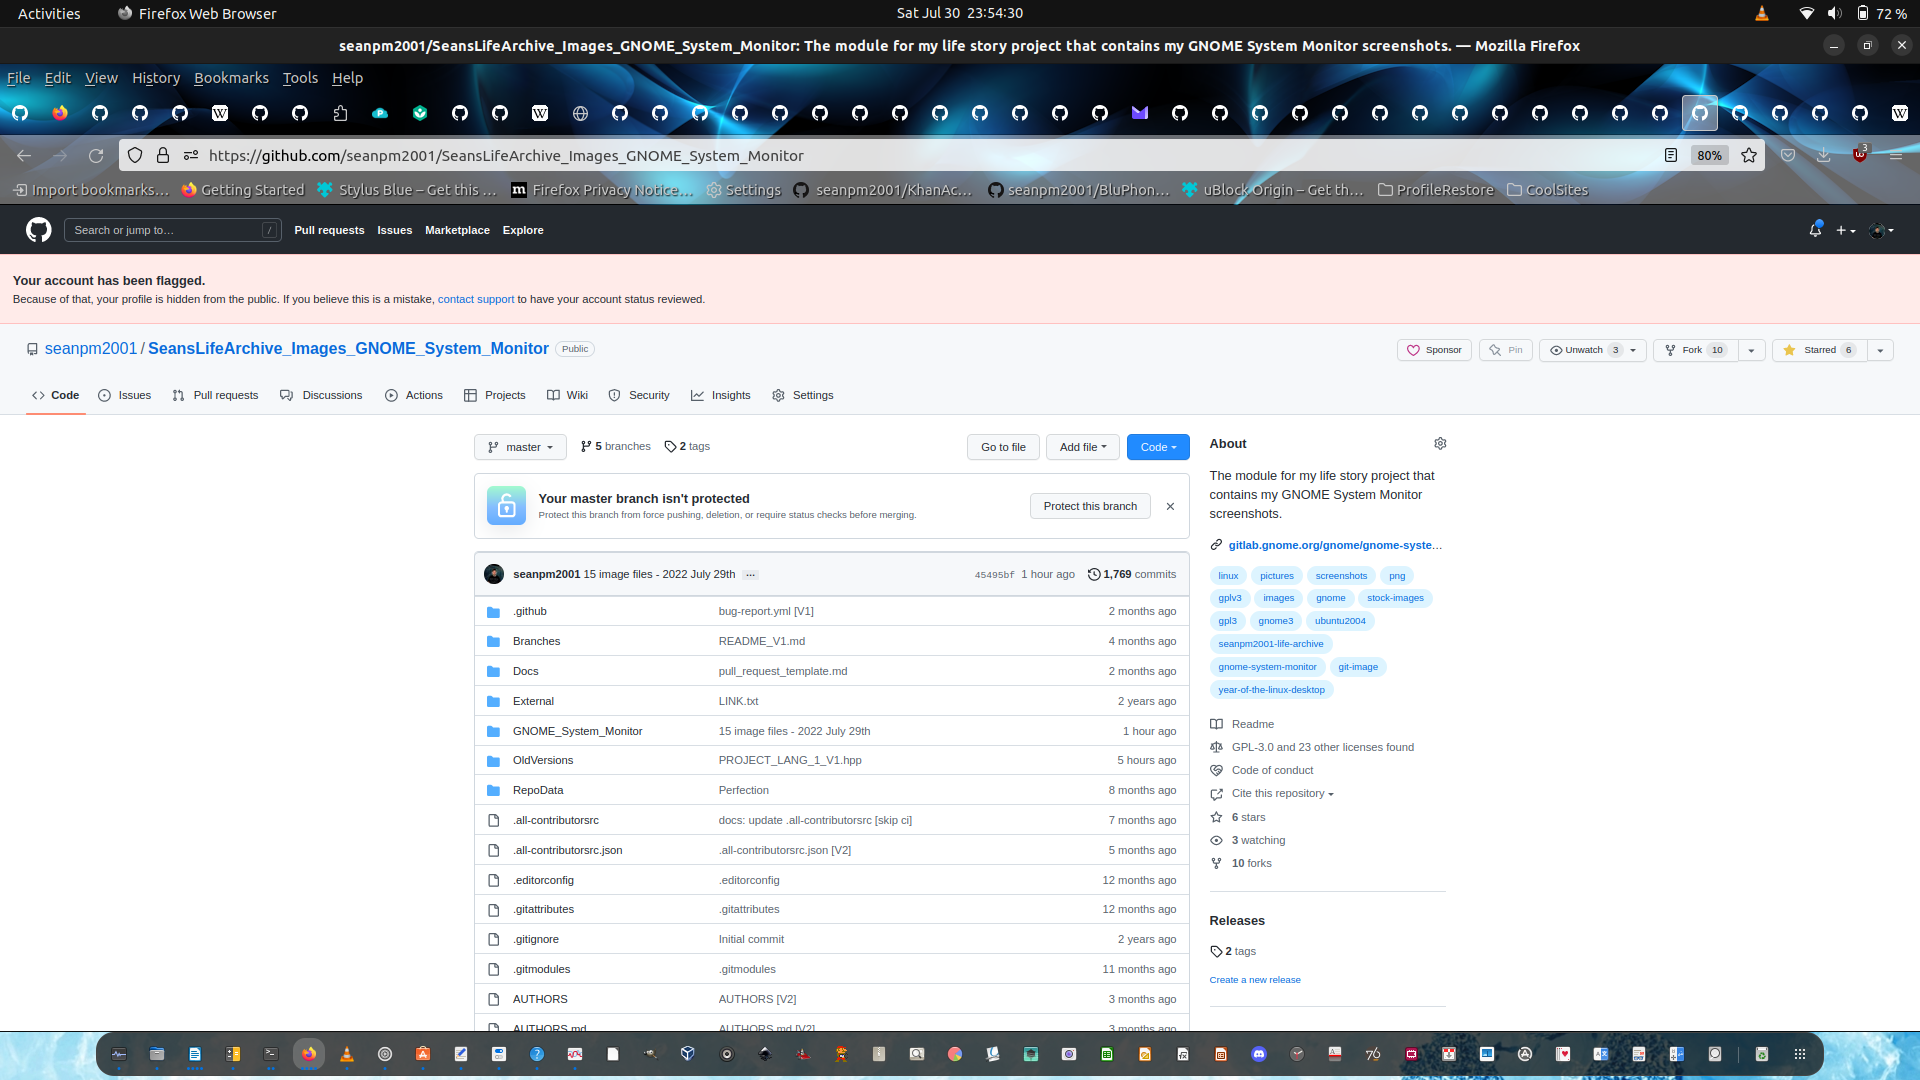 Activities Firefox Web Browser Sat Jul 30 23:54:30 72 %
seanpm2001/SeansLifeArchive_Images_GNOME_System_Monitor: The module for my life story project that contains my GNOME System Monitor screenshots. — Mozilla Firefox
File Edit View History Bookmarks Tools Help
https://github.com/seanpm2001/SeansLifeArchive_Images_GNOME_System_Monitor 80% 3
Import bookmarks… Getting Started Stylus Blue – Get this … Firefox Privacy Notice… Settings seanpm2001/KhanAc… seanpm2001/BluPhon… uBlock Origin – Get th… ProfileRestore CoolSites
Search or jump to… / Pull requests Issues Marketplace Explore
Your account has been flagged.
Because of that, your profile is hidden from the public. If you believe this is a mistake, contact support to have your account status reviewed.
seanpm2001 / SeansLifeArchive_Images_GNOME_System_Monitor Public Sponsor Pin Unwatch 3 Fork 10 Starred 6
Code Issues Pull requests Discussions Actions Projects Wiki Security Insights Settings
master 5 branches 2 tags Go to file Add file Code
Your master branch isn't protected
Protect this branch from force pushing, deletion, or require status checks before merging.
Protect this branch
seanpm2001 15 image files - 2022 July 29th ... 45495bf 1 hour ago 1,769 commits
.github bug-report.yml [V1] 2 months ago
Branches README_V1.md 4 months ago
Docs pull_request_template.md 2 months ago
External LINK.txt 2 years ago
GNOME_System_Monitor 15 image files - 2022 July 29th 1 hour ago
OldVersions PROJECT_LANG_1_V1.hpp 5 hours ago
RepoData Perfection 8 months ago
.all-contributorsrc docs: update .all-contributorsrc [skip ci] 7 months ago
.all-contributorsrc.json .all-contributorsrc.json [V2] 5 months ago
.editorconfig .editorconfig 12 months ago
.gitattributes .gitattributes 12 months ago
.gitignore Initial commit 2 years ago
.gitmodules .gitmodules 11 months ago
AUTHORS AUTHORS [V2] 3 months ago
AUTHORS.md AUTHORS.md [V2] 3 months ago
About
The module for my life story project that
contains my GNOME System Monitor
screenshots.
gitlab.gnome.org/gnome/gnome-syste…
linux pictures screenshots png
gplv3 images gnome stock-images
gpl3 gnome3 ubuntu2004
seanpm2001-life-archive
gnome-system-monitor git-image
year-of-the-linux-desktop
Readme
GPL-3.0 and 23 other licenses found
Code of conduct
Cite this repository
6 stars
3 watching
10 forks
Releases
2 tags
Create a new release